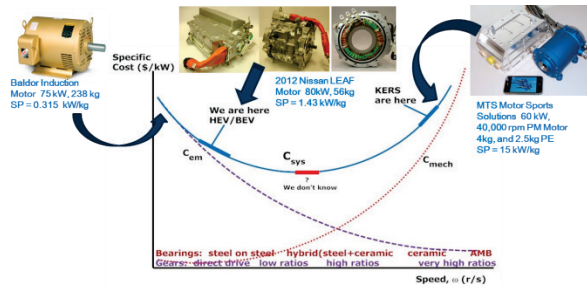 Specific
Cost ($/kW)
Baldor Induction
Motor 75 kW, 238 kg
SP = 0.315 kW/kg
2012 Nissan LEAF
Motor 80kW, 56kg
SP = 1.43 kW/kg
We are here
HEV/BEV
KERS
are here
MTS Motor Sports
Solutions 60 kW,
40,000 rpm PM Motor
4kg, and 2.5kg PE
SP = 15 kW/kg
Cem
Csys
?
We don't know
Cmech
Bearings: steel on steel hybrid(steel+ceramic ceramic AMB
Gears: direct drive low ratios high ratios very high ratios
Speed, ω (r/s)